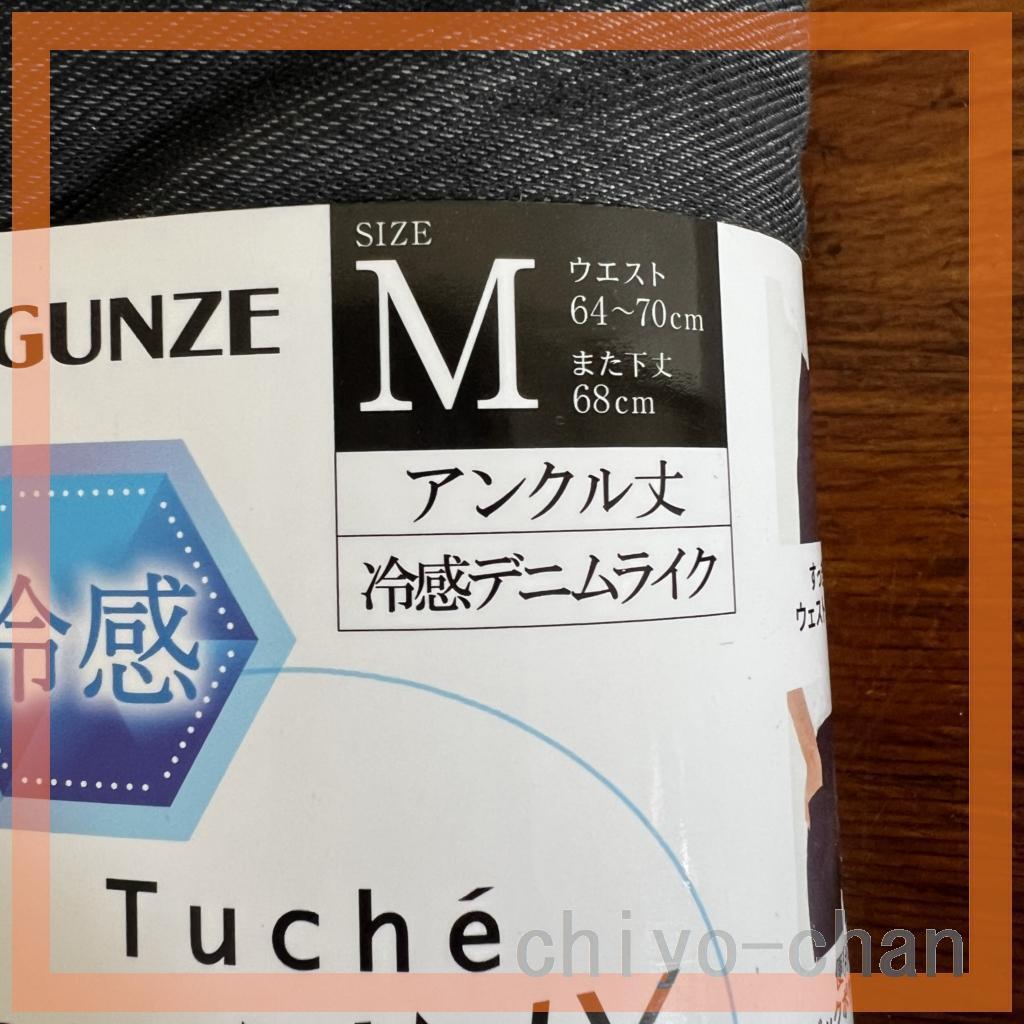 SIZE
M
ウエスト
64～70cm
また下丈
68cm
GUNZE
アンクル丈
冷感デニムライク
冷感
Tuché
chiyo-chan